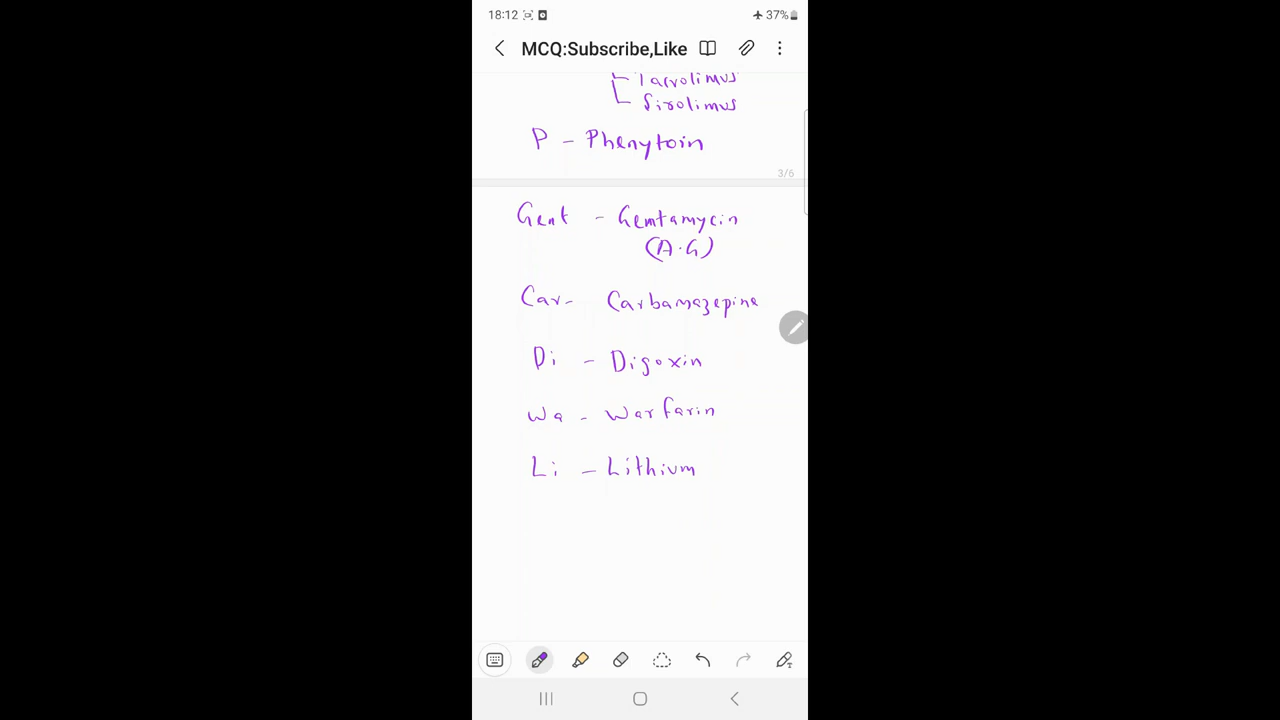 18:12 37%
MCQ:Subscribe,Like
Tacrolimus
Sirolimus
P - Phenytoin
3/6
Gent - Gentamycin
(A.G)
Car- Carbamazepine
Di - Digoxin
Wa - Warfarin
Li - Lithium